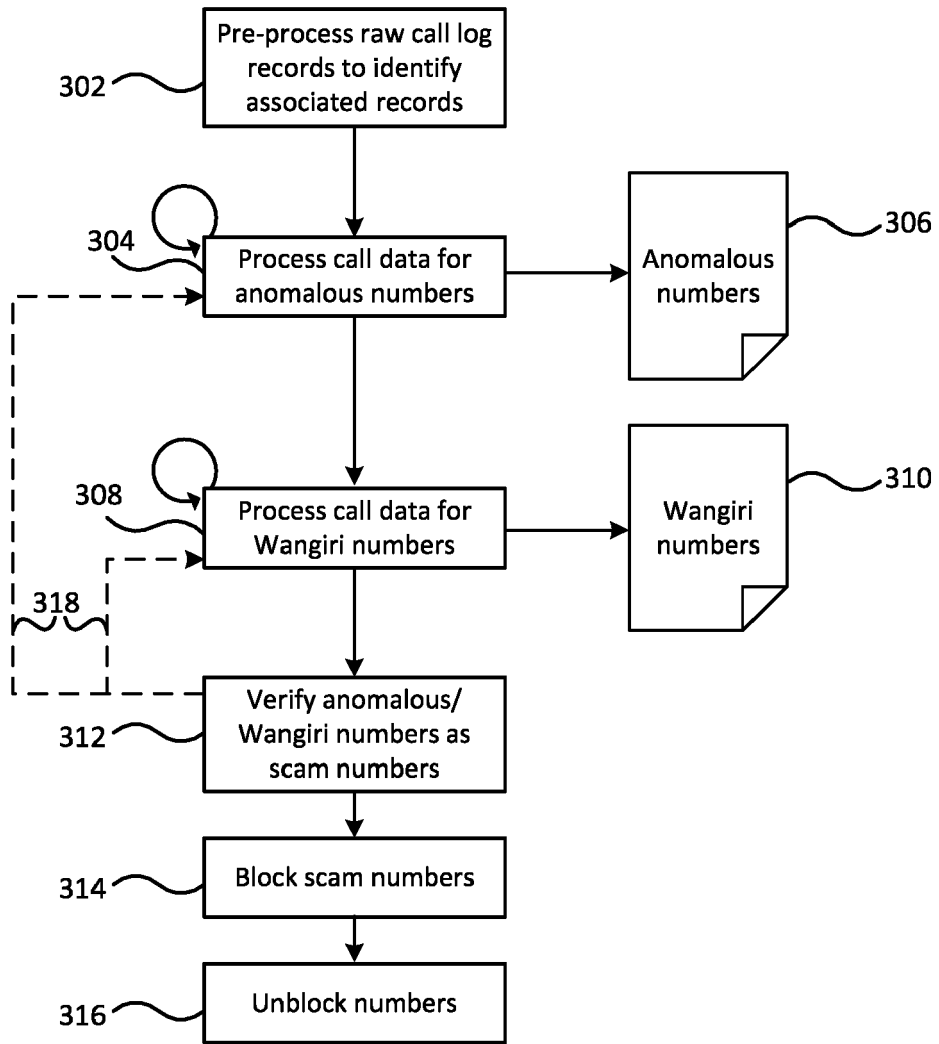 Pre-process raw call log
records to identify
associated records
302
304
Process call data for
anomalous numbers
Anomalous
numbers
306
308
Process call data for
Wangiri numbers
Wangiri
numbers
310
318
312
Verify anomalous/
Wangiri numbers as
scam numbers
314
Block scam numbers
316
Unblock numbers